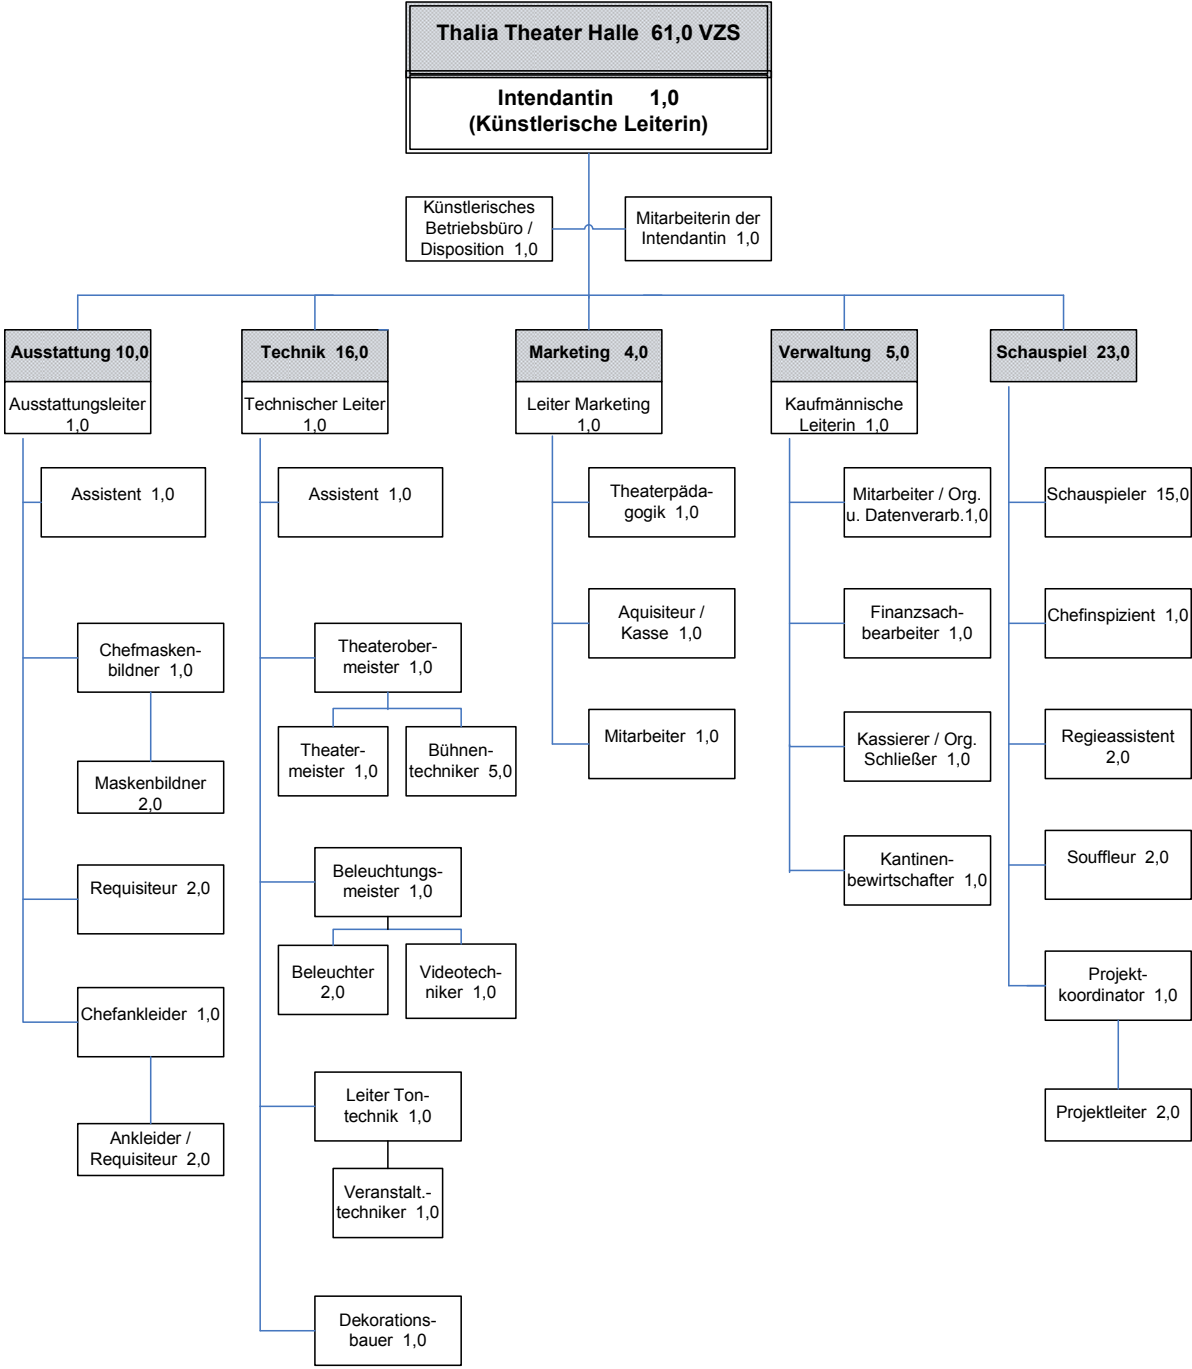 Thalia Theater Halle 61,0 VZS
Intendantin 1,0
(Künstlerische Leiterin)
Künstlerisches
Betriebsbüro /
Disposition 1,0
Mitarbeiterin der
Intendantin 1,0
Ausstattung 10,0
Ausstattungsleiter
1,0
Assistent 1,0
Chefmasken-
bildner 1,0
Maskenbildner
2,0
Requisiteur 2,0
Chefankleider 1,0
Ankleider /
Requisiteur 2,0
Technik 16,0
Technischer Leiter
1,0
Assistent 1,0
Theaterober-
meister 1,0
Theater-
meister 1,0
Bühnen-
techniker 5,0
Beleuchtungs-
meister 1,0
Beleuchter
2,0
Videotech-
niker 1,0
Leiter Ton-
technik 1,0
Veranstalt.-
techniker 1,0
Dekorations-
bauer 1,0
Marketing 4,0
Leiter Marketing
1,0
Theaterpäda-
gogik 1,0
Aquisiteur /
Kasse 1,0
Mitarbeiter 1,0
Verwaltung 5,0
Kaufmännische
Leiterin 1,0
Mitarbeiter / Org.
u. Datenverarb.1,0
Finanzsach-
bearbeiter 1,0
Kassierer / Org.
Schließer 1,0
Kantinen-
bewirtschafter 1,0
Schauspiel 23,0
Schauspieler 15,0
Chefinspizient 1,0
Regieassistent
2,0
Souffleur 2,0
Projekt-
koordinator 1,0
Projektleiter 2,0